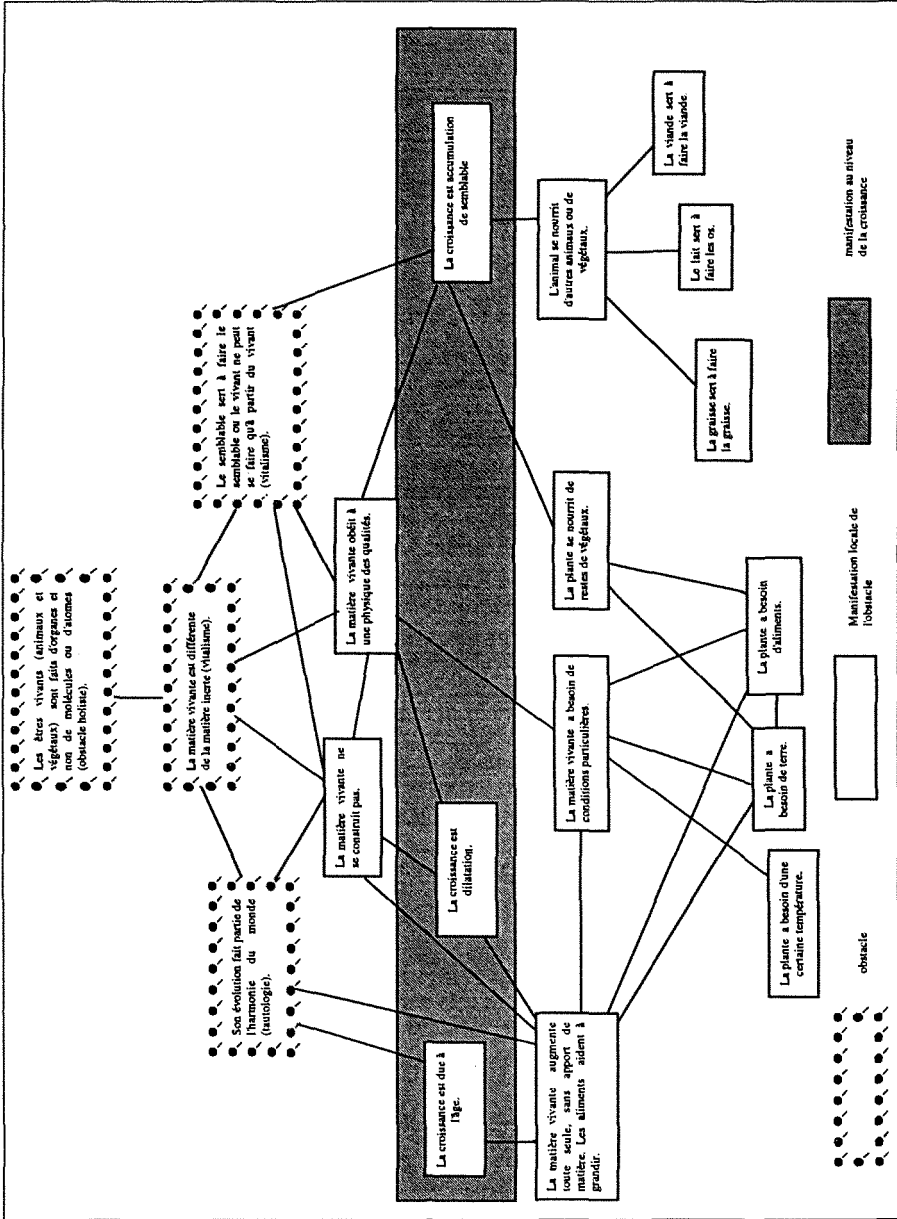 Les êtres vivants (animaux et
végétaux) sont faits d'organes et
non de molécules ou d'atomes
(obstacle holiste).
Son évolution fait partie de
l'harmonie du monde
(tautologie).
La matière vivante est différente
de la matière inerte (vitalisme).
Le semblable sert à faire le
semblable ou le vivant ne peut
se faire qu'à partir du vivant
(vitalisme).
La matière vivante ne
se construit pas.
La matière vivante obéit à
une physique des qualités.
La croissance est due à
l'âge.
La croissance est
dilatation.
La croissance est accumulation
de semblable
La matière vivante augmente
toute seule, sans apport de
matière. Les aliments aident à
grandir.
La matière vivante a besoin de
conditions particulières.
La plante se nourrit de
restes de végétaux.
L'animal se nourrit
d'autres animaux ou de
végétaux.
La graisse sert à faire
la graisse.
Le lait sert à
faire les os.
La viande sert à
faire la viande.
La plante a besoin d'une
certaine température.
La plante a
besoin de terre.
La plante a besoin
d'aliments.
obstacle
Manifestation locale de
l'obstacle
manifestation au niveau
de la croissance